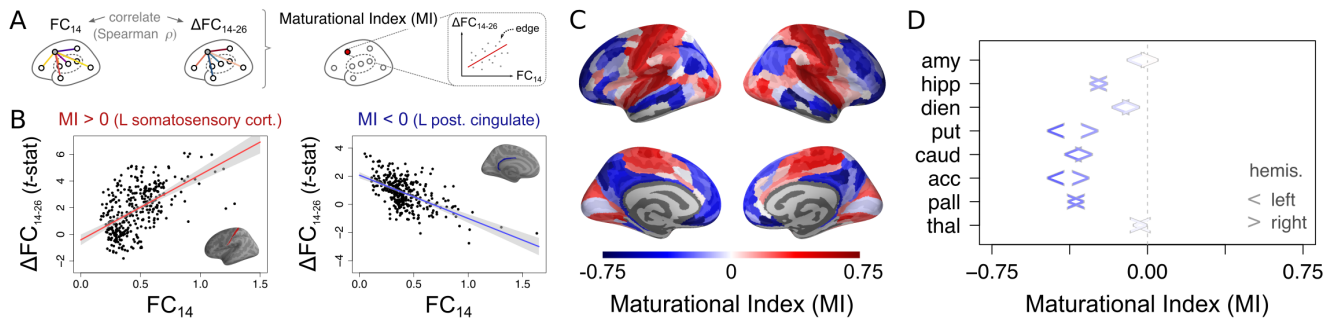 A
FC14
correlate
(Spearman ρ)
ΔFC14-26
Maturational Index (MI)
ΔFC14-26
edge
FC14
B
MI > 0 (L somatosensory cort.)
ΔFC14-26 (t-stat)
6
4
2
0
-2
0.0 0.5 1.0 1.5
FC14
MI < 0 (L post. cingulate)
ΔFC14-26 (t-stat)
4
2
0
-2
-4
0.0 0.5 1.0 1.5
FC14
C
-0.75 0 0.75
Maturational Index (MI)
D
amy
hipp
dien
put
caud
acc
pall
thal
hemis.
< left
> right
−0.75 0.00 0.75
Maturational Index (MI)